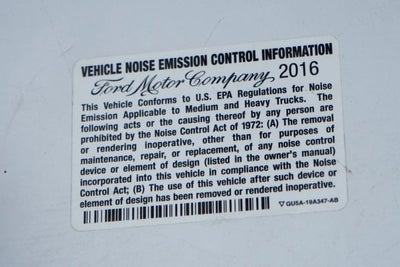 VEHICLE NOISE EMISSION CONTROL INFORMATION
Ford Motor Company 2016
This Vehicle Conforms to U.S. EPA Regulations for Noise
Emission Applicable to Medium and Heavy Trucks. The
following acts or the causing thereof by any person are
prohibited by the Noise Control Act of 1972: (A) The removal
or rendering inoperative, other than for purposes of
maintenance, repair, or replacement, of any noise control
device or element of design (listed in the owner's manual)
incorporated into this vehicle in compliance with the Noise
Control Act; (B) The use of this vehicle after such device or
element of design has been removed or rendered inoperative.
GU5A-19A347-AB